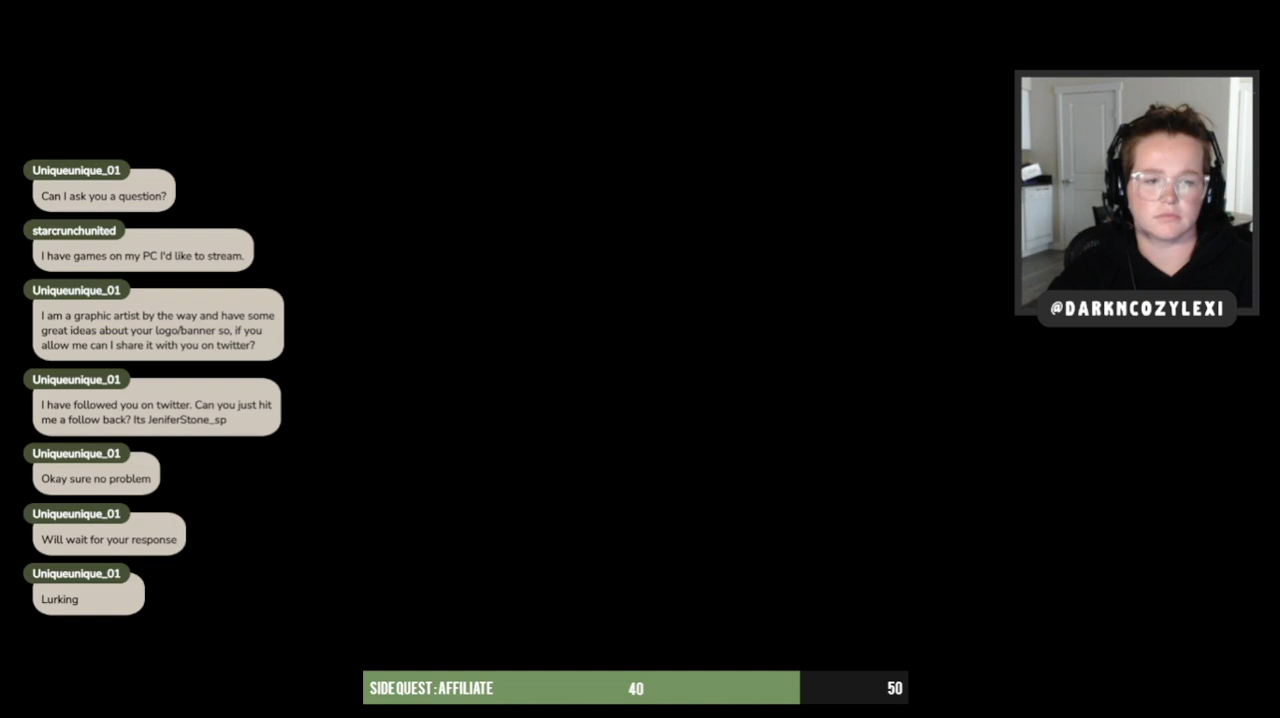 Uniqueunique_01
Can I ask you a question?
starcrunchunited
I have games on my PC I'd like to stream.
Uniqueunique_01
I am a graphic artist by the way and have some
great ideas about your logo/banner so, if you
allow me can I share it with you on twitter?
Uniqueunique_01
I have followed you on twitter. Can you just hit
me a follow back? Its JeniferStone_sp
Uniqueunique_01
Okay sure no problem
Uniqueunique_01
Will wait for your response
Uniqueunique_01
Lurking
@DARKNCOZYLEXI
SIDE QUEST: AFFILIATE 40 50